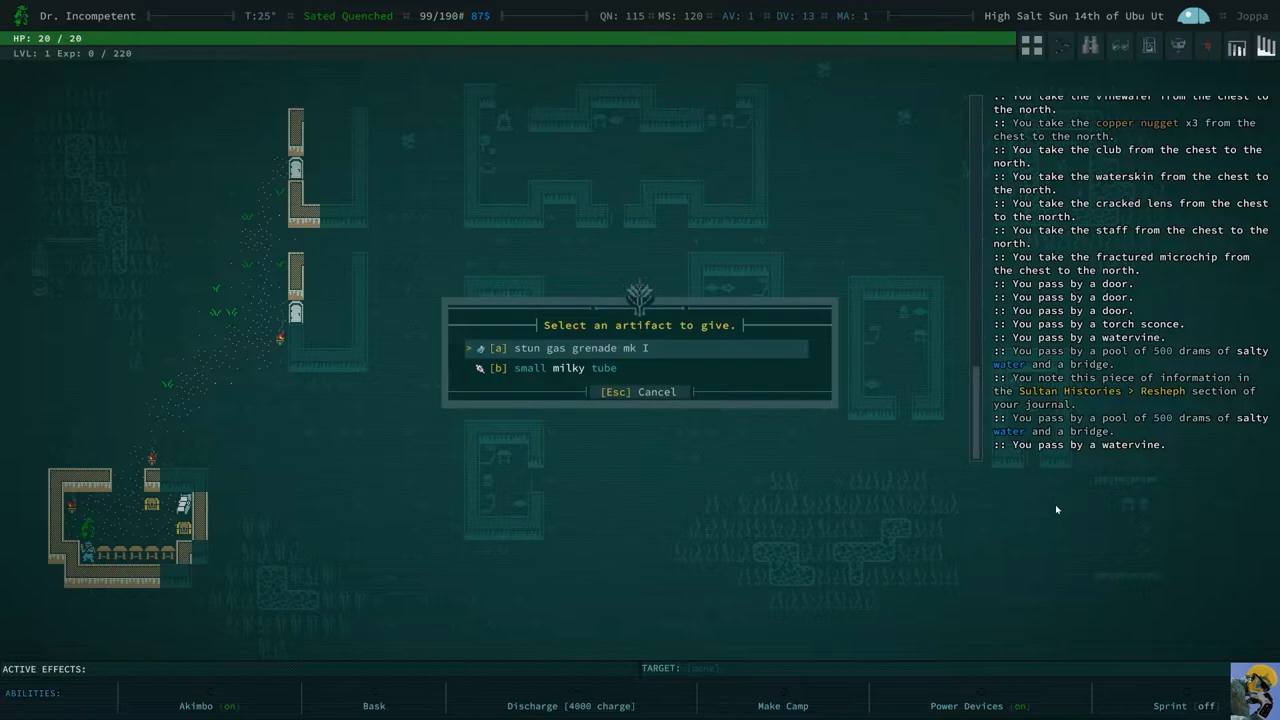 Dr. Incompetent T:25° Sated Quenched 99/190# 87$ QN: 115 MS: 120 AV: 1 DV: 13 MA: 1 High Salt Sun 14th of Ubu Ut Joppa
HP: 20 / 20
LVL: 1 Exp: 0 / 220
:: You take the vinewafer from the chest to
the north.
:: You take the copper nugget x3 from the
chest to the north.
:: You take the club from the chest to the
north.
:: You take the waterskin from the chest to
the north.
:: You take the cracked lens from the chest
to the north.
:: You take the staff from the chest to the
north.
:: You take the fractured microchip from
the chest to the north.
:: You pass by a door.
:: You pass by a door.
:: You pass by a door.
:: You pass by a torch sconce.
:: You pass by a watervine.
:: You pass by a pool of 500 drams of salty
water and a bridge.
:: You note this piece of information in
the Sultan Histories > Resheph section of
your journal.
:: You pass by a pool of 500 drams of salty
water and a bridge.
:: You pass by a watervine.
Select an artifact to give.
> [a] stun gas grenade mk I
[b] small milky tube
[Esc] Cancel
ACTIVE EFFECTS: TARGET: [none]
ABILITIES: Akimbo (on) Bask Discharge [4000 charge] Make Camp Power Devices (on) Sprint [off]